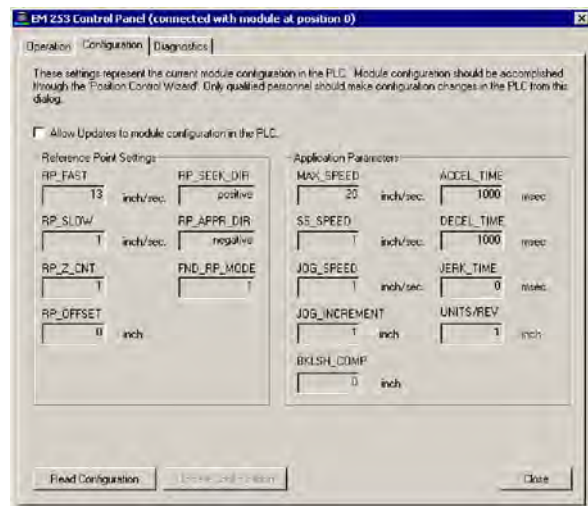 EM 253 Control Panel (connected with module at position 0)
Operation Configuration Diagnostics
These settings represent the current module configuration in the PLC. Module configuration should be accomplished
through the 'Position Control Wizard'. Only qualified personnel should make configuration changes in the PLC from this
dialog.
Allow Updates to module configuration in the PLC.
Reference Point Settings
RP_FAST RP_SEEK_DIR
13 inch/sec. positive
RP_SLOW RP_APPR_DIR
1 inch/sec. negative
RP_Z_CNT FND_RP_MODE
1 1
RP_OFFSET
0 inch
Application Parameters
MAX_SPEED ACCEL_TIME
20 inch/sec. 1000 msec.
SS_SPEED DECEL_TIME
1 inch/sec. 1000 msec.
JOG_SPEED JERK_TIME
1 inch/sec. 0 msec.
JOG_INCREMENT UNITS/REV
1 inch 1 inch
BKLSH_COMP
0 inch
Read Configuration Update Configuration Close